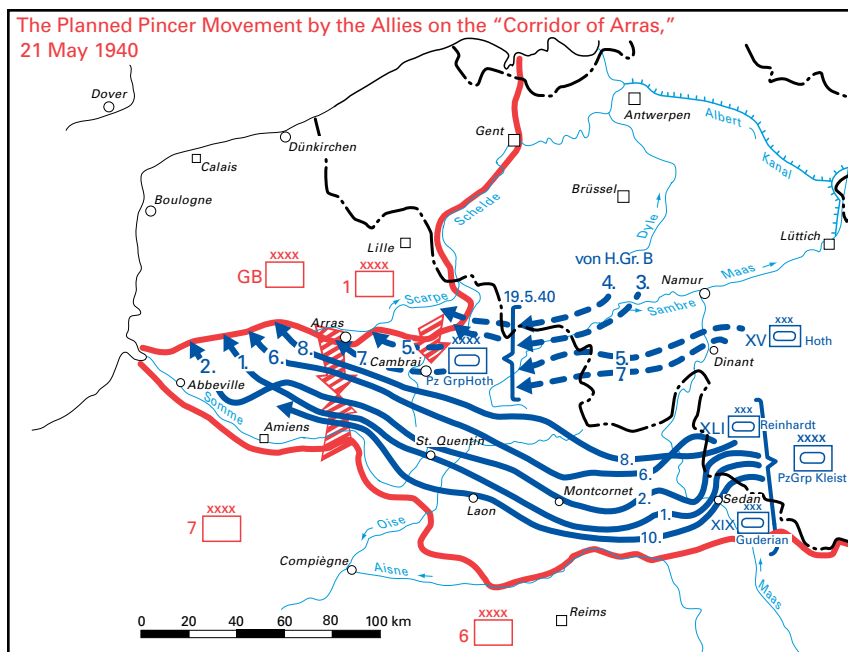 The Planned Pincer Movement by the Allies on the “Corridor of Arras,”
21 May 1940
Dover
Antwerpen
Albert
Kanal
Gent
Dünkirchen
Calais
Brüssel
Boulogne
Schelde
Dyle
Lüttich
Lille
von H.Gr. B
xxxx
GB
xxxx
1
4.
3.
Namur
Maas
19.5.40
Scarpe
Sambre
Arras
xxx
XV
Hoth
2.
1.
6.
8.
7.
5.
xxxx
Cambrai
Pz GrpHoth
5.
7.
Dinant
Abbeville
Somme
xxx
XLI
Reinhardt
Amiens
St. Quentin
xxxx
PzGrp Kleist
8.
6.
Montcornet
2.
Sedan
Laon
1.
xxx
XIX
Guderian
10.
xxxx
7
Oise
Compiègne
Aisne
Maas
xxxx
6
Reims
0 20 40 60 80 100 km